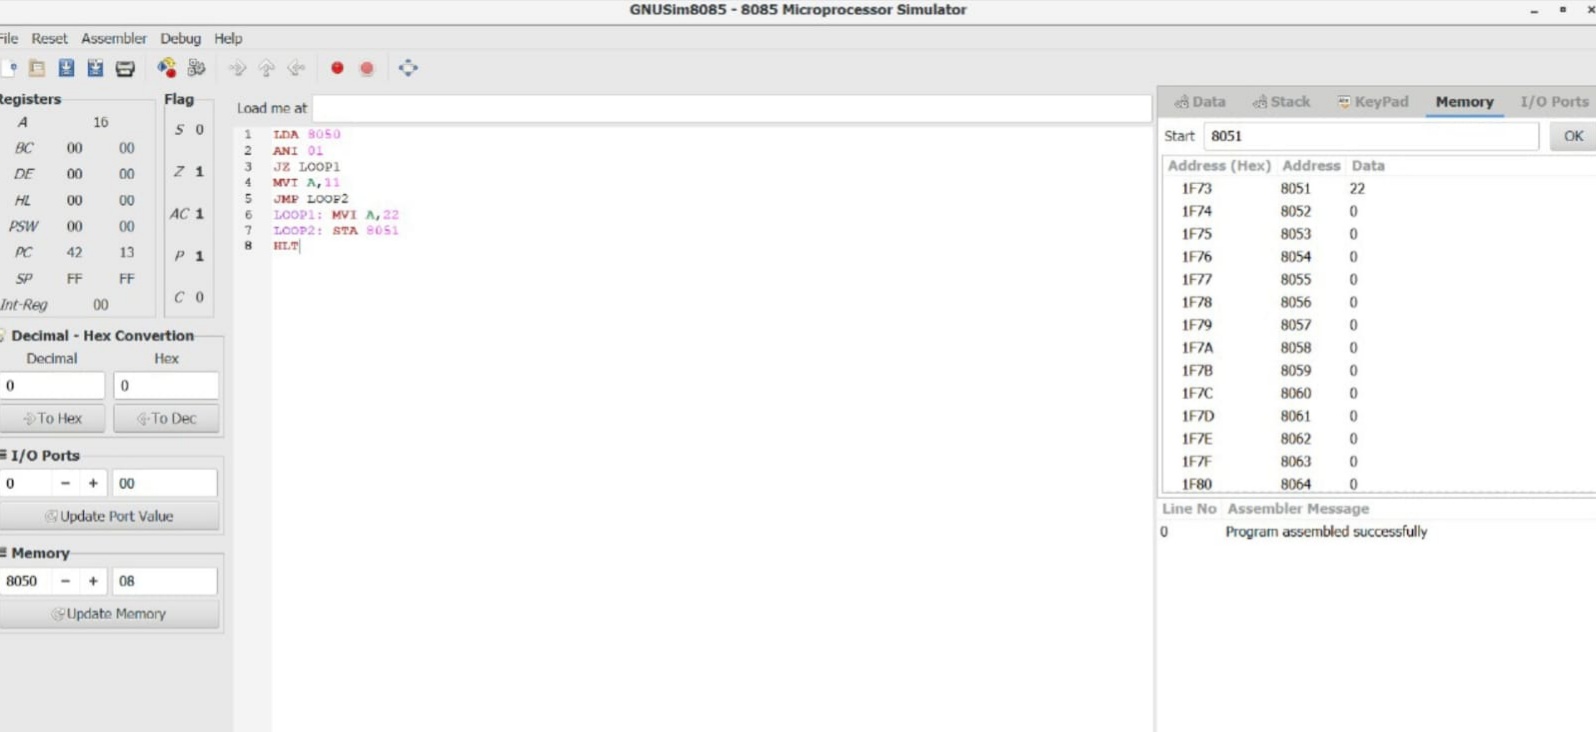 GNUSim8085 - 8085 Microprocessor Simulator
File Reset Assembler Debug Help
Registers
A 16
BC 00 00
DE 00 00
HL 00 00
PSW 00 00
PC 42 13
SP FF FF
Int-Reg 00
Flag
S 0
Z 1
AC 1
P 1
C 0
Decimal - Hex Convertion
Decimal Hex
0 0
To Hex To Dec
I/O Ports
0 - + 00
Update Port Value
Memory
8050 - + 08
Update Memory
Load me at
1 LDA 8050
2 ANI 01
3 JZ LOOP1
4 MVI A,11
5 JMP LOOP2
6 LOOP1: MVI A,22
7 LOOP2: STA 8051
8 HLT
Data Stack KeyPad Memory I/O Ports
Start 8051 OK
Address (Hex) Address Data
1F73 8051 22
1F74 8052 0
1F75 8053 0
1F76 8054 0
1F77 8055 0
1F78 8056 0
1F79 8057 0
1F7A 8058 0
1F7B 8059 0
1F7C 8060 0
1F7D 8061 0
1F7E 8062 0
1F7F 8063 0
1F80 8064 0
Line No Assembler Message
0 Program assembled successfully